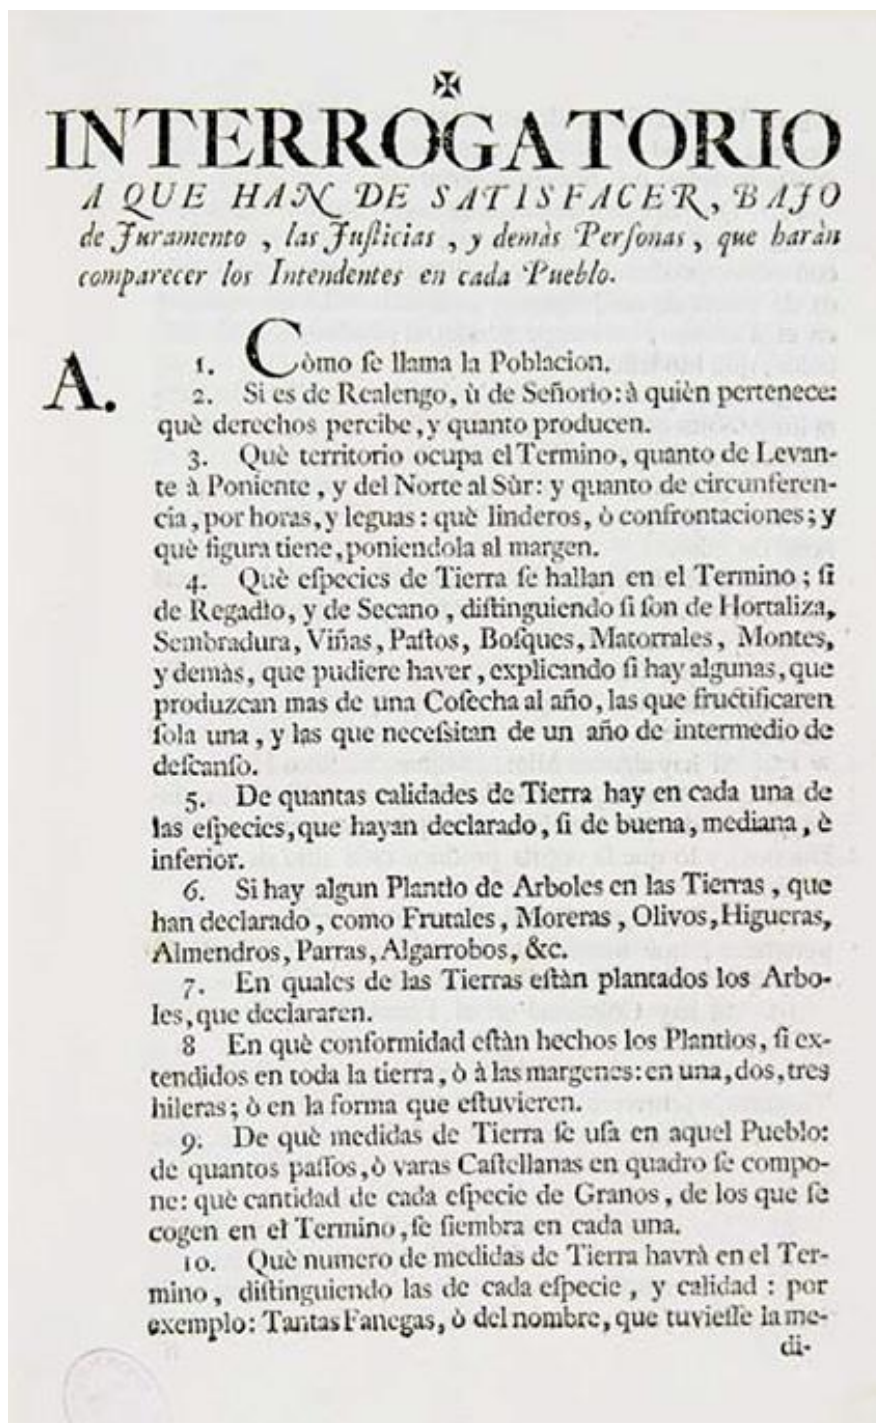 ✠
INTERROGATORIO
A QUE HAN DE SATISFACER, BAJO
de Juramento, las Juſticias, y demàs Perſonas, que haràn
comparecer los Intendentes en cada Pueblo.
A. 1. Còmo ſe llama la Poblacion.
2. Si es de Realengo, ù de Señorìo: à quièn pertenece:
què derechos percibe, y quanto producen.
3. Què territorio ocupa el Termino, quanto de Levan-
te à Poniente, y del Norte al Sùr: y quanto de circunferen-
cia, por horas, y leguas: què linderos, ò confrontaciones; y
què figura tiene, poniendola al margen.
4. Què eſpecies de Tierra ſe hallan en el Termino; ſi
de Regadìo, y de Secano, diſtinguiendo ſi ſon de Hortaliza,
Sembradura, Viñas, Paſtos, Boſques, Matorrales, Montes,
y demàs, que pudiere haver, explicando ſi hay algunas, que
produzcan mas de una Coſecha al año, las que fructificaren
ſola una, y las que neceſsitan de un año de intermedio de
deſcanſo.
5. De quantas calidades de Tierra hay en cada una de
las eſpecies, que hayan declarado, ſi de buena, mediana, è
inferior.
6. Si hay algun Plantìo de Arboles en las Tierras, que
han declarado, como Frutales, Moreras, Olivos, Higueras,
Almendros, Parras, Algarrobos, &c.
7. En quales de las Tierras eſtàn plantados los Arbo-
les, que declararen.
8 En què conformidad eſtàn hechos los Plantìos, ſi ex-
tendidos en toda la tierra, ò à las margenes: en una, dos, tres
hileras; ò en la forma que eſtuvieren.
9. De què medidas de Tierra ſe uſa en aquel Pueblo:
de quantos paſſos, ò varas Caſtellanas en quadro ſe compo-
ne: què cantidad de cada eſpecie de Granos, de los que ſe
cogen en el Termino, ſe ſiembra en cada una.
10. Què numero de medidas de Tierra havrà en el Ter-
mino, diſtinguiendo las de cada eſpecie, y calidad: por
exemplo: Tantas Fanegas, ò del nombre, que tuvieſſe la me-
di-